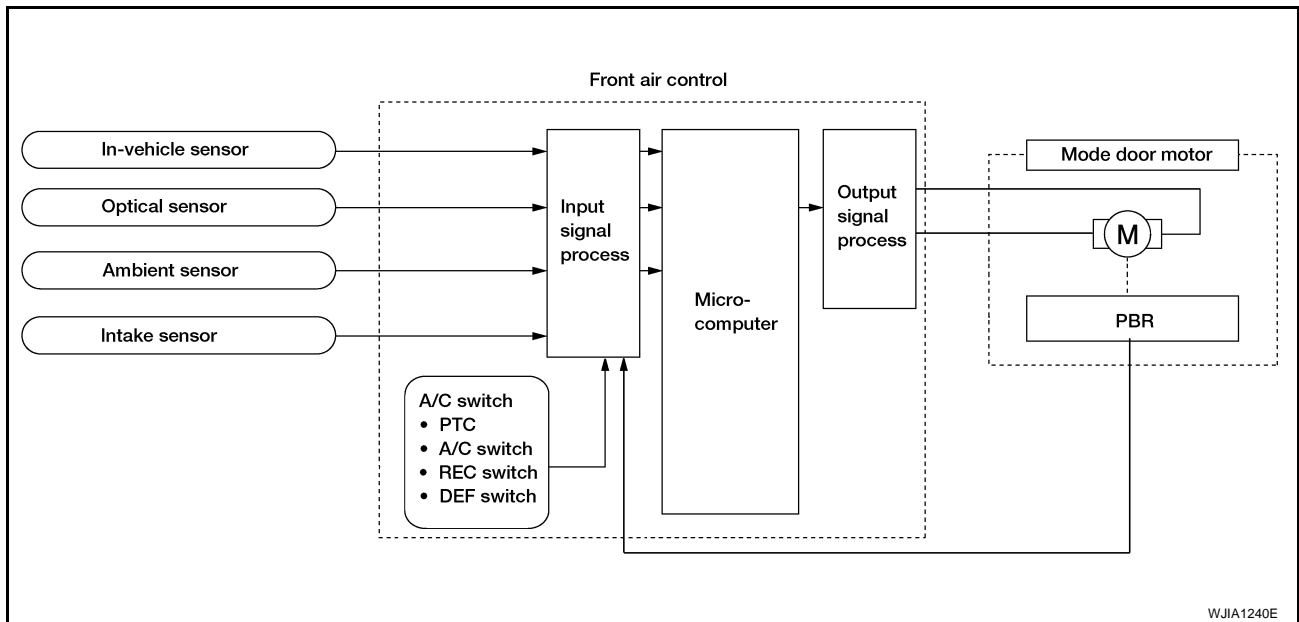 Front air control
In-vehicle sensor
Optical sensor
Ambient sensor
Intake sensor
Input
signal
process
A/C switch
• PTC
• A/C switch
• REC switch
• DEF switch
Micro-
computer
Output
signal
process
Mode door motor
M
PBR
WJIA1240E